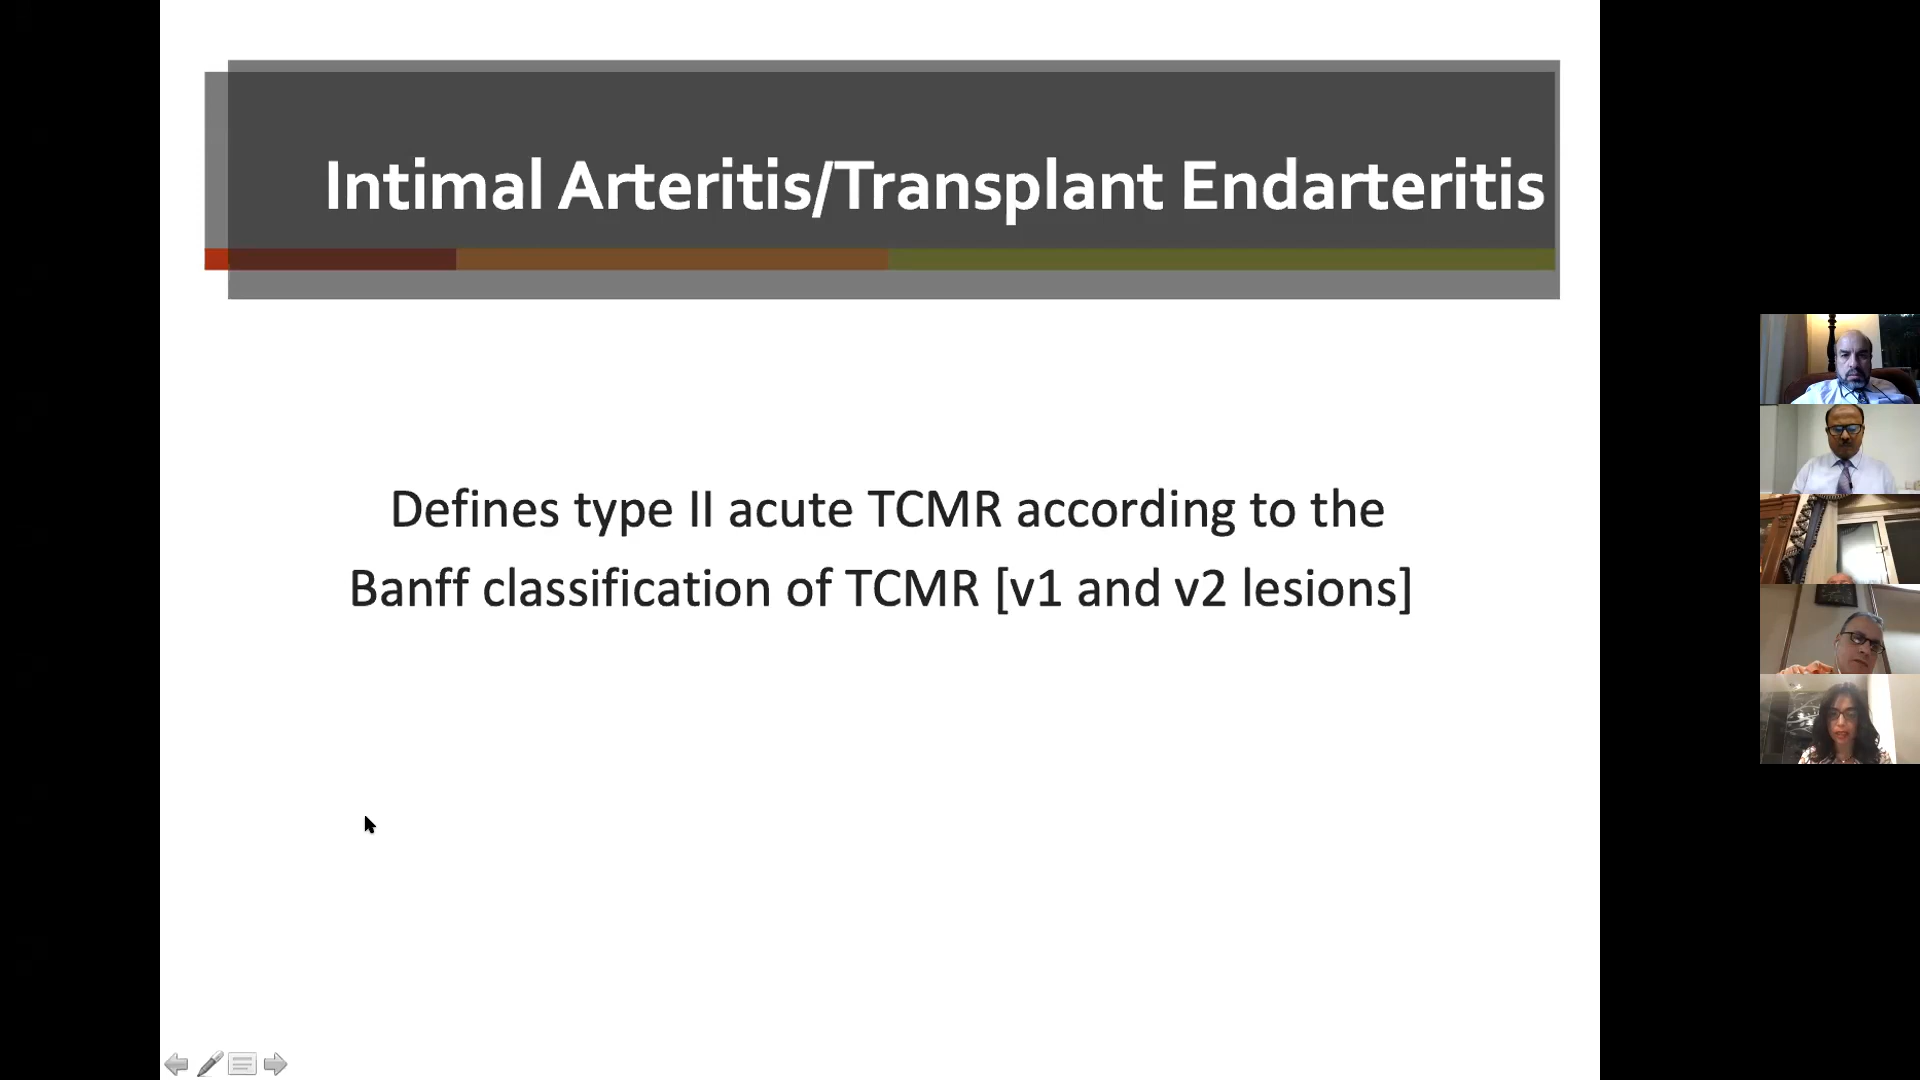 Intimal Arteritis/Transplant Endarteritis
Defines type II acute TCMR according to the
Banff classification of TCMR [v1 and v2 lesions]